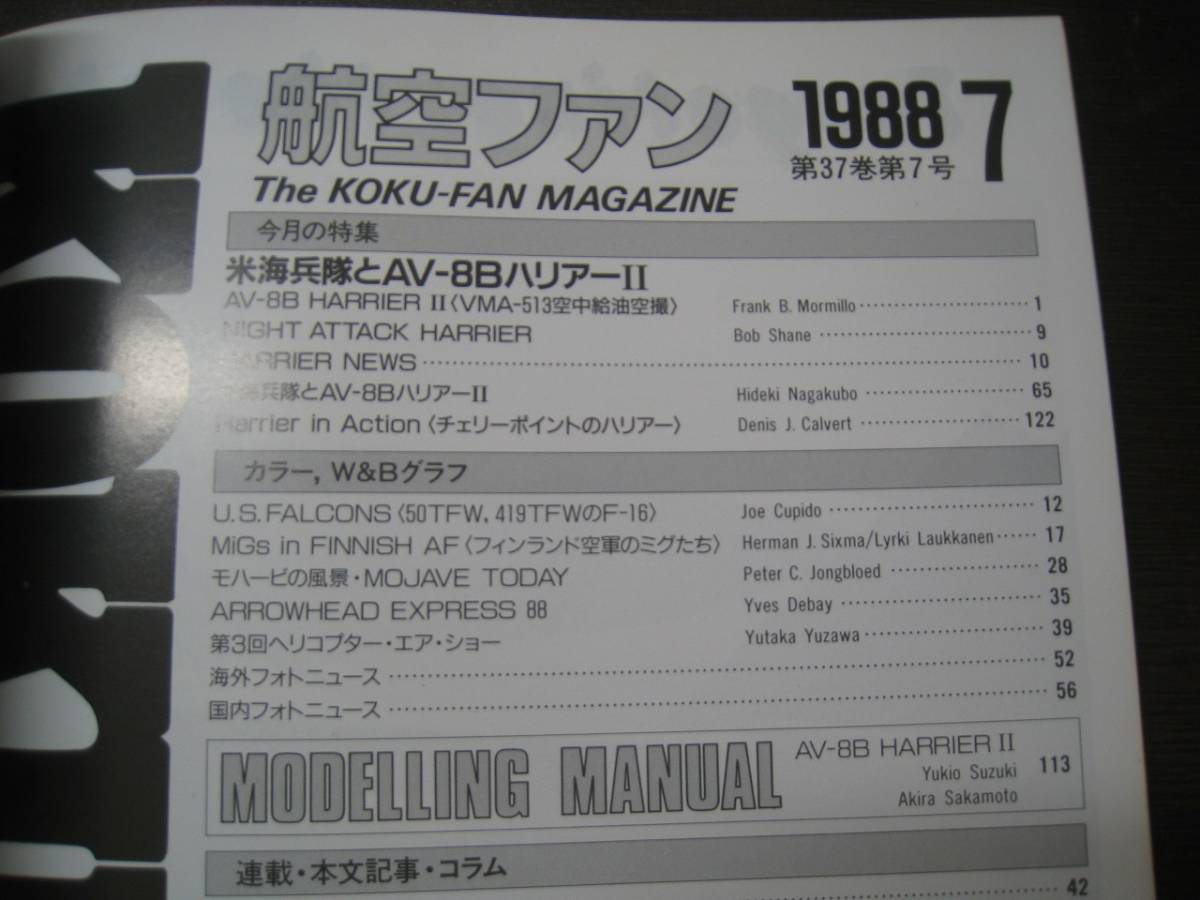 航空ファン
1988 7
第37巻第7号
The KOKU-FAN MAGAZINE
今月の特集
米海兵隊とAV-8BハリアーII
AV-8B HARRIER II〈VMA-513空中給油空撮〉 Frank B. Mormillo 1
NIGHT ATTACK HARRIER Bob Shane 9
HARRIER NEWS 10
米海兵隊とAV-8BハリアーII Hideki Nagakubo 65
Harrier in Action〈チェリーポイントのハリアー〉 Denis J. Calvert 122
カラー, W&Bグラフ
U.S. FALCONS〈50TFW, 419TFWのF-16〉 Joe Cupido 12
MiGs in FINNISH AF〈フィンランド空軍のミグたち〉 Herman J. Sixma/Lyrki Laukkanen 17
モハービの風景・MOJAVE TODAY Peter C. Jongbloed 28
ARROWHEAD EXPRESS 88 Yves Debay 35
第3回ヘリコプター・エア・ショー Yutaka Yuzawa 39
海外フォトニュース 52
国内フォトニュース 56
MODELLING MANUAL AV-8B HARRIER II
Yukio Suzuki 113
Akira Sakamoto
連載・本文記事・コラム
42